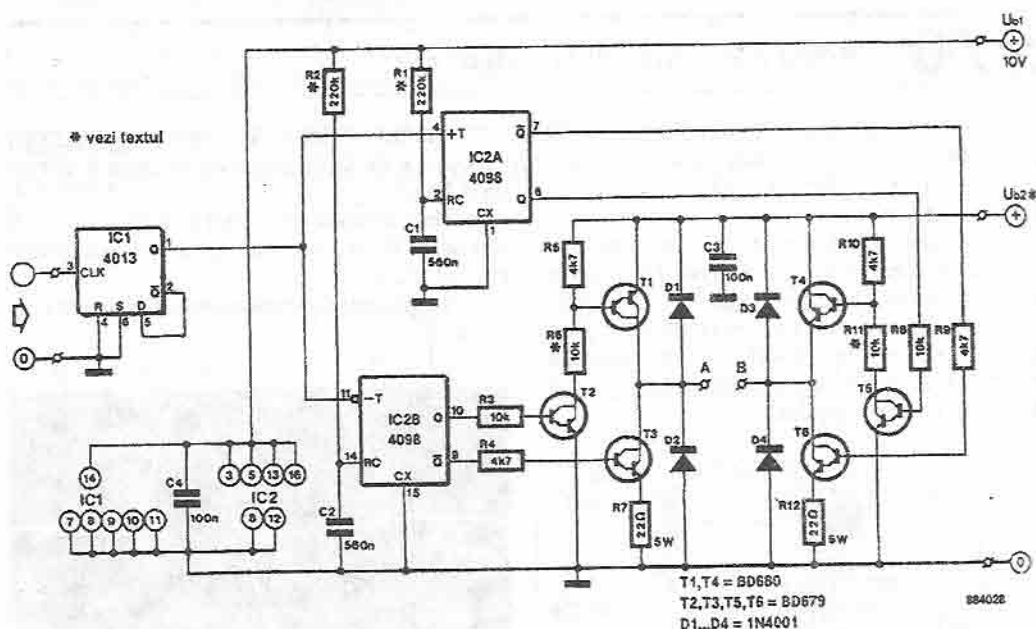 Ub1
10V
R2
*
220k
R1
*
220k
* vezi textul
4
+T
Q̅
7
IC2A
4098
Q
6
2
RC
CX
1
C1
560n
Ub2*
IC1
4013
Q
1
3
CLK
Q̅
2
R
S
D
4
6
5
0
R5
4k7
T1
D1
C3
100n
D3
T4
R10
4k7
R6
*
10k
R11
*
10k
R8
10k
R9
4k7
A
B
T2
T5
11
-T
IC2B
4098
Q
10
R3
10k
Q̅
9
R4
4k7
14
RC
CX
15
T3
D2
D4
T6
C2
560n
R7
22Ω
5W
R12
22Ω
5W
14
IC1
7
8
9
10
11
C4
100n
3
5
13
16
IC2
8
12
0
T1,T4 = BD680
T2,T3,T5,T6 = BD679
D1...D4 = 1N4001
884028